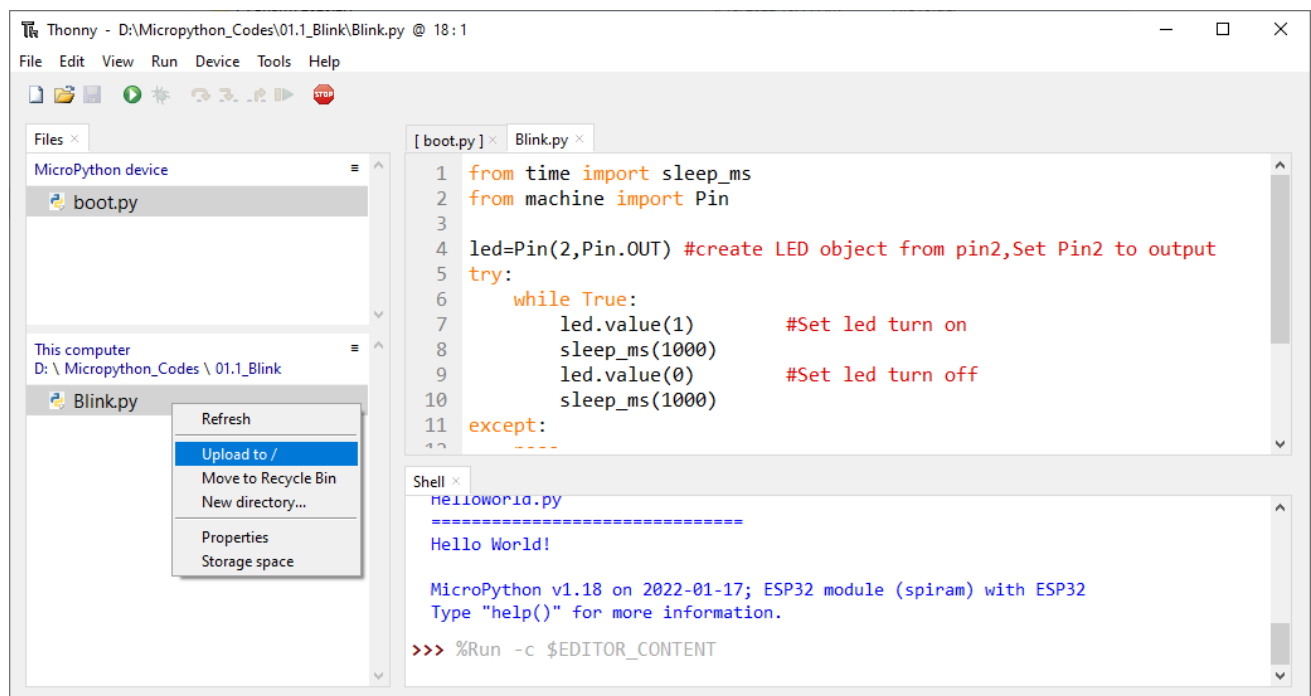 Thonny - D:\Micropython_Codes\01.1_Blink\Blink.py @ 18:1
File Edit View Run Device Tools Help
STOP
Files
MicroPython device
boot.py
This computer
D: \ Micropython_Codes \ 01.1_Blink
Blink.py
Refresh
Upload to /
Move to Recycle Bin
New directory...
Properties
Storage space
[ boot.py ] Blink.py
1 from time import sleep_ms
2 from machine import Pin
3
4 led=Pin(2,Pin.OUT) #create LED object from pin2,Set Pin2 to output
5 try:
6     while True:
7         led.value(1)        #Set led turn on
8         sleep_ms(1000)
9         led.value(0)        #Set led turn off
10         sleep_ms(1000)
11 except:
Shell
HelloWorld.py
===============================
Hello World!
MicroPython v1.18 on 2022-01-17; ESP32 module (spiram) with ESP32
Type "help()" for more information.
>>> %Run -c $EDITOR_CONTENT